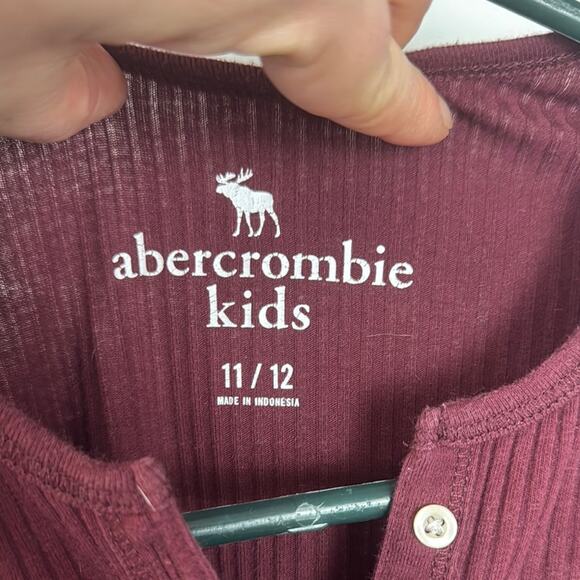 abercrombie
kids
11 / 12
MADE IN INDONESIA